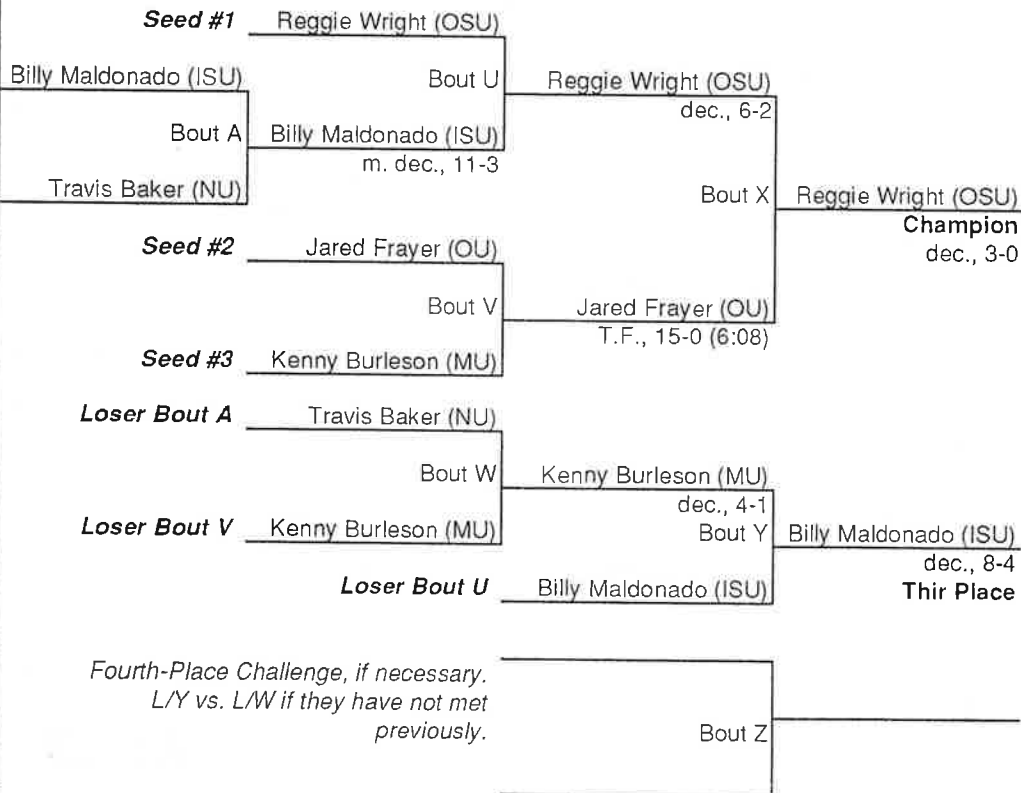 Seed #1
Reggie Wright (OSU)
Billy Maldonado (ISU)
Bout U
Reggie Wright (OSU)
dec., 6-2
Bout A
Billy Maldonado (ISU)
m. dec., 11-3
Travis Baker (NU)
Bout X
Reggie Wright (OSU)
Champion
dec., 3-0
Seed #2
Jared Frayer (OU)
Bout V
Jared Frayer (OU)
T.F., 15-0 (6:08)
Seed #3
Kenny Burleson (MU)
Loser Bout A
Travis Baker (NU)
Bout W
Kenny Burleson (MU)
dec., 4-1
Loser Bout V
Kenny Burleson (MU)
Bout Y
Billy Maldonado (ISU)
dec., 8-4
Thir Place
Loser Bout U
Billy Maldonado (ISU)
Fourth-Place Challenge, if necessary.
L/Y vs. L/W if they have not met
previously.
Bout Z